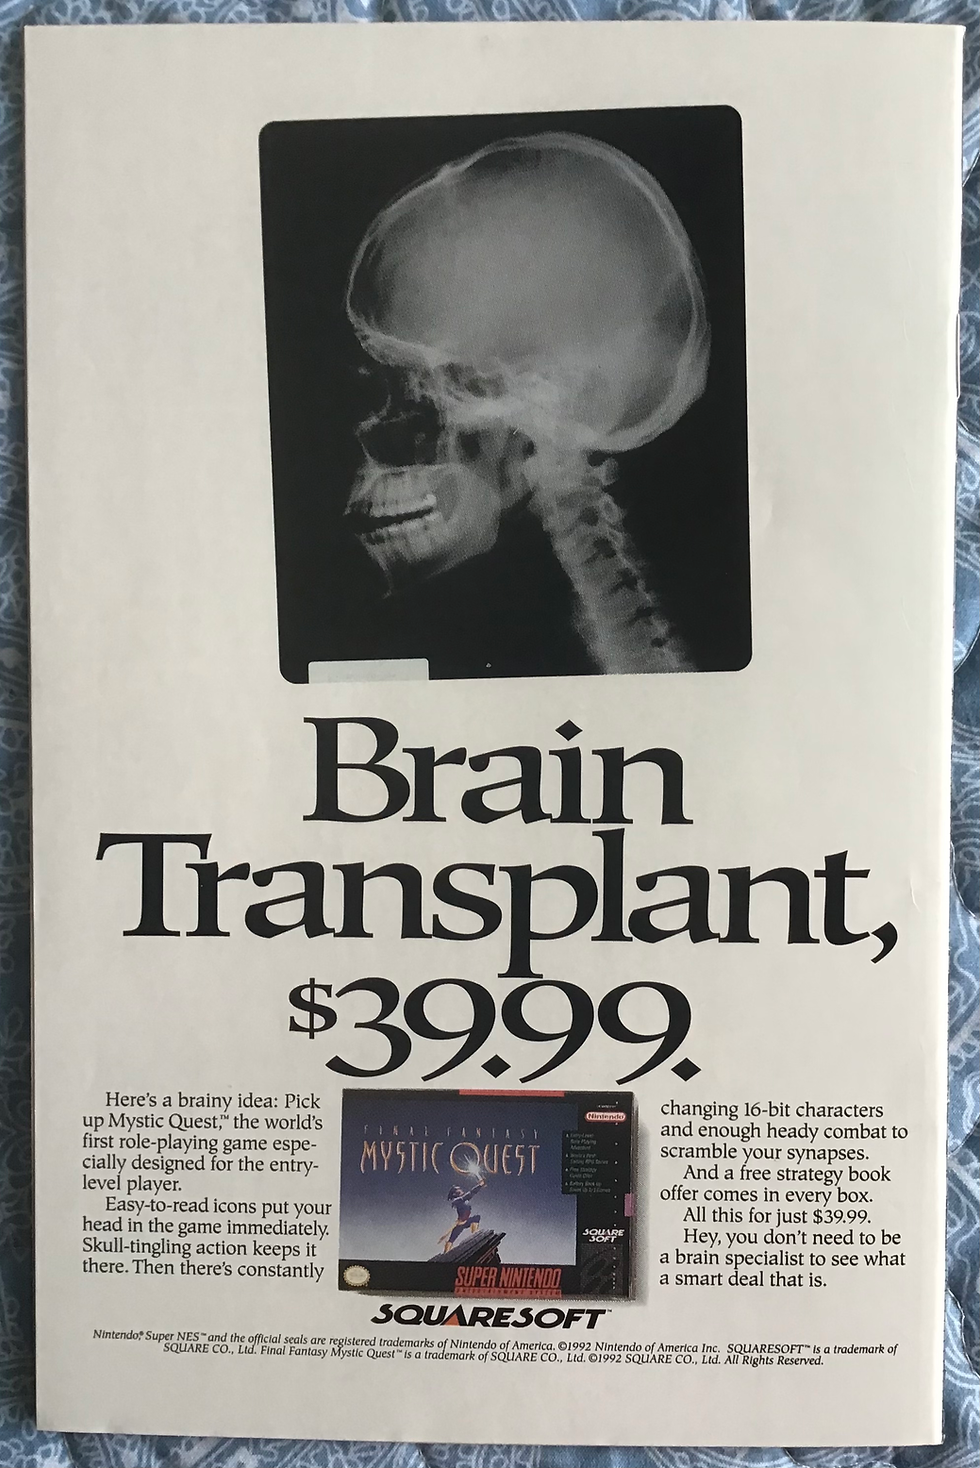 Brain
Transplant,
$39.99.
Here's a brainy idea: Pick
up Mystic Quest,™ the world's
first role-playing game espe-
cially designed for the entry-
level player.
Easy-to-read icons put your
head in the game immediately.
Skull-tingling action keeps it
there. Then there's constantly
FINAL FANTASY
MYSTIC QUEST
Nintendo
SQUARE
SOFT
SUPER NINTENDO
ENTERTAINMENT SYSTEM
changing 16-bit characters
and enough heady combat to
scramble your synapses.
And a free strategy book
offer comes in every box.
All this for just $39.99.
Hey, you don't need to be
a brain specialist to see what
a smart deal that is.
SQUARESOFT™
Nintendo,® Super NES™ and the official seals are registered trademarks of Nintendo of America. ©1992 Nintendo of America Inc. SQUARESOFT™ is a trademark of
SQUARE CO., Ltd. Final Fantasy Mystic Quest™ is a trademark of SQUARE CO., Ltd. ©1992 SQUARE CO., Ltd. All Rights Reserved.